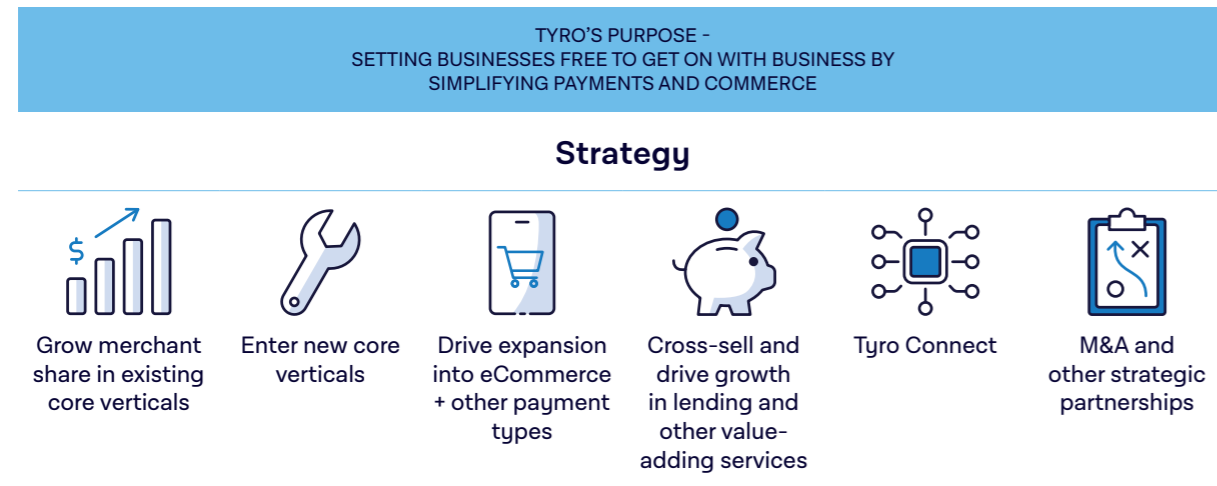 TYRO'S PURPOSE -
SETTING BUSINESSES FREE TO GET ON WITH BUSINESS BY
SIMPLIFYING PAYMENTS AND COMMERCE
Strategy
$
Grow merchant
share in existing
core verticals
Enter new core
verticals
Drive expansion
into eCommerce
+ other payment
types
Cross-sell and
drive growth
in lending and
other value-
adding services
Tyro Connect
M&A and
other strategic
partnerships